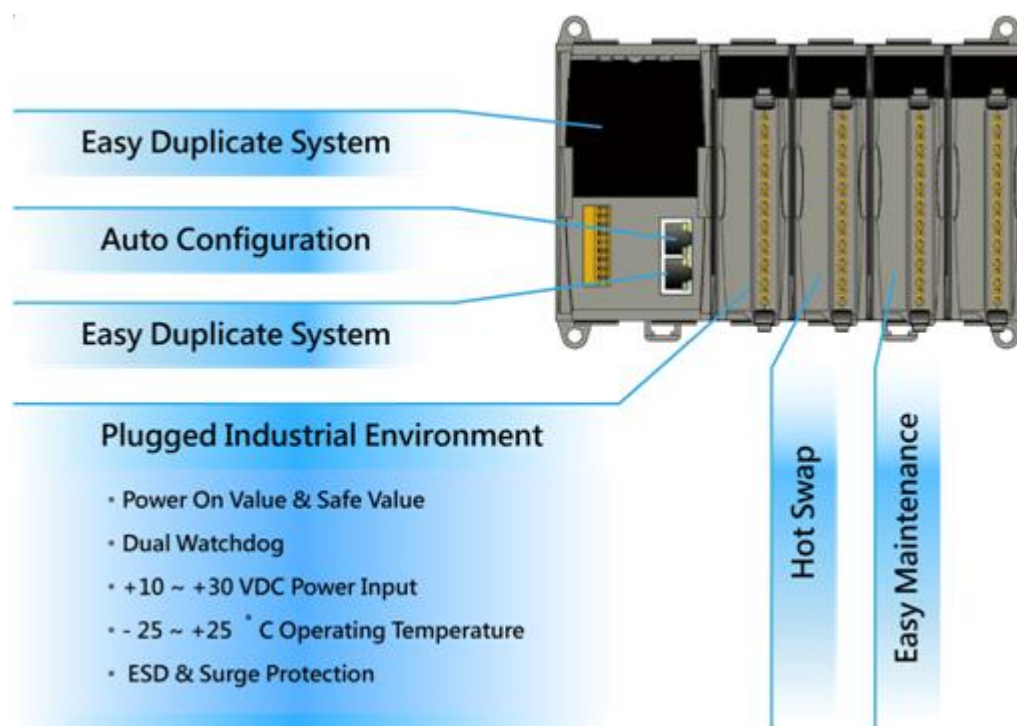 Easy Duplicate System
Auto Configuration
Easy Duplicate System
Plugged Industrial Environment
· Power On Value & Safe Value
· Dual Watchdog
· +10 ~ +30 VDC Power Input
· - 25 ~ +25 ° C Operating Temperature
· ESD & Surge Protection
Hot Swap
Easy Maintenance